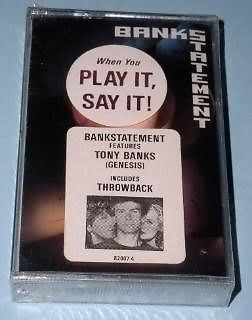 BANK
STATEMENT
When You
PLAY IT,
SAY IT!
BANKSTATEMENT
FEATURES
TONY BANKS
(GENESIS)
INCLUDES
THROWBACK
82007-4